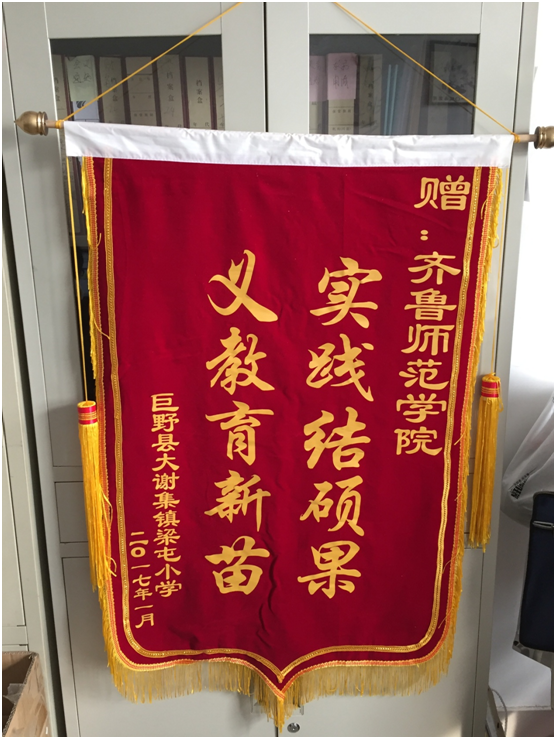 赠：齐鲁师范学院
实践结硕果
义教育新苗
巨野县大谢集镇梁屯小学
二〇一七年一月